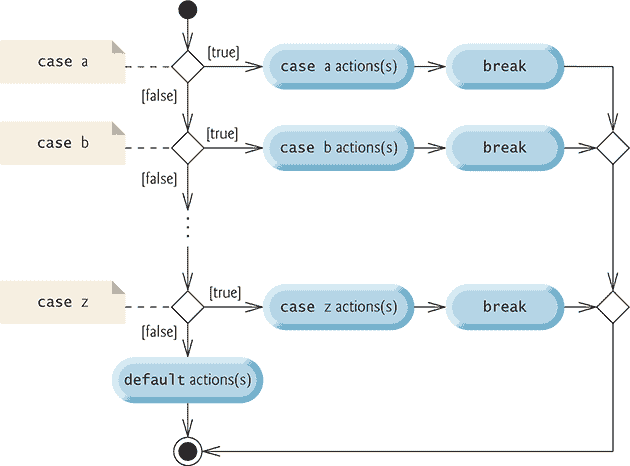 [true]
case a
case a actions(s)
break
[false]
[true]
case b
case b actions(s)
break
[false]
[true]
case z
case z actions(s)
break
[false]
default actions(s)